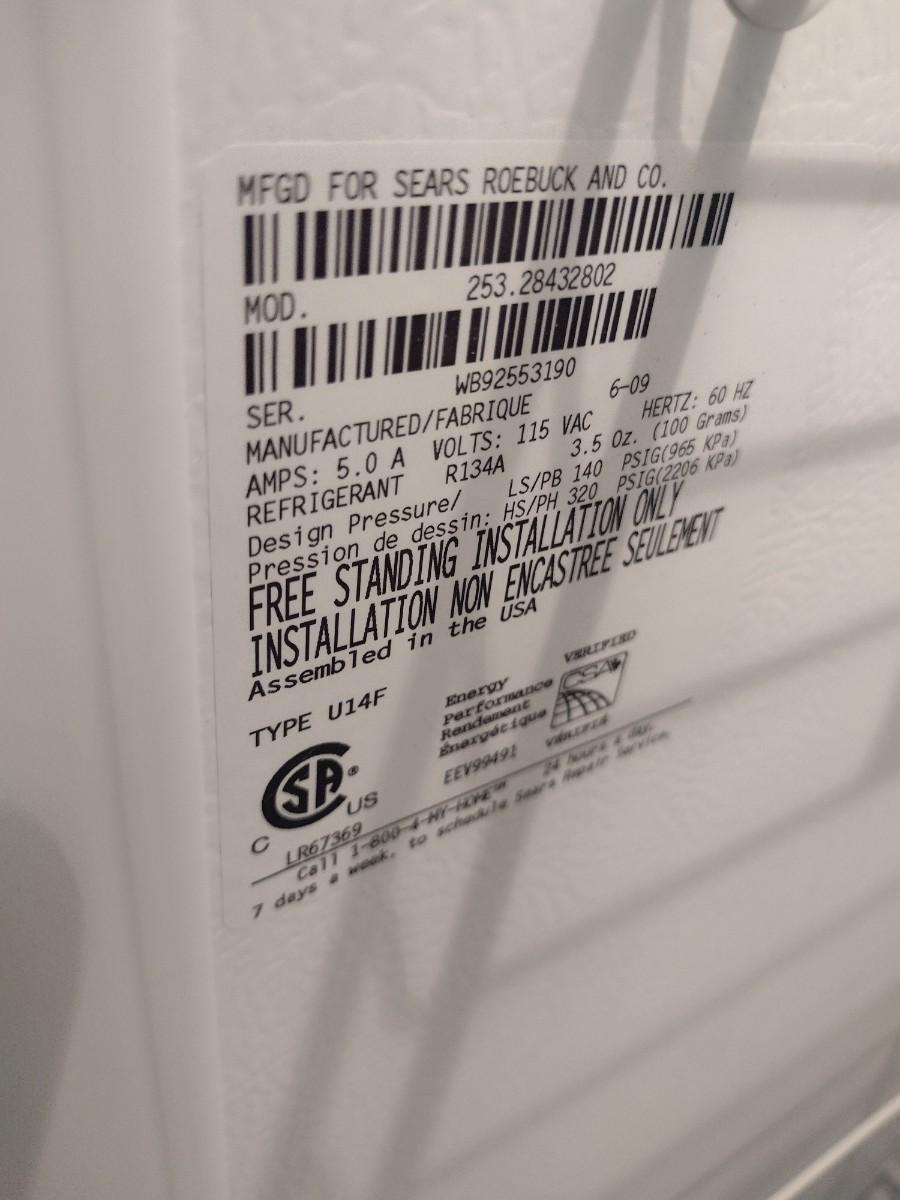 MFGD FOR SEARS ROEBUCK AND CO.
MOD. 253.28432802
SER. WB92553190
MANUFACTURED/FABRIQUE 6-09
AMPS: 5.0 A VOLTS: 115 VAC HERTZ: 60 HZ
REFRIGERANT R134A 3.5 Oz. (100 Grams)
Design Pressure/ LS/PB 140 PSIG(965 KPa)
Pression de dessin: HS/PH 320 PSIG(2206 KPa)
FREE STANDING INSTALLATION ONLY
INSTALLATION NON ENCASTREE SEULEMENT
Assembled in the USA
TYPE U14F
Energy
Performance
Rendement
Énergétique
EEV99491
VERIFIED
CSA
VÉRIFIÉ
CSA®
C US
LR67369
Call 1-800-4-MY-HOME℠ 24 hours a day,
7 days a week, to schedule Sears Repair Service.